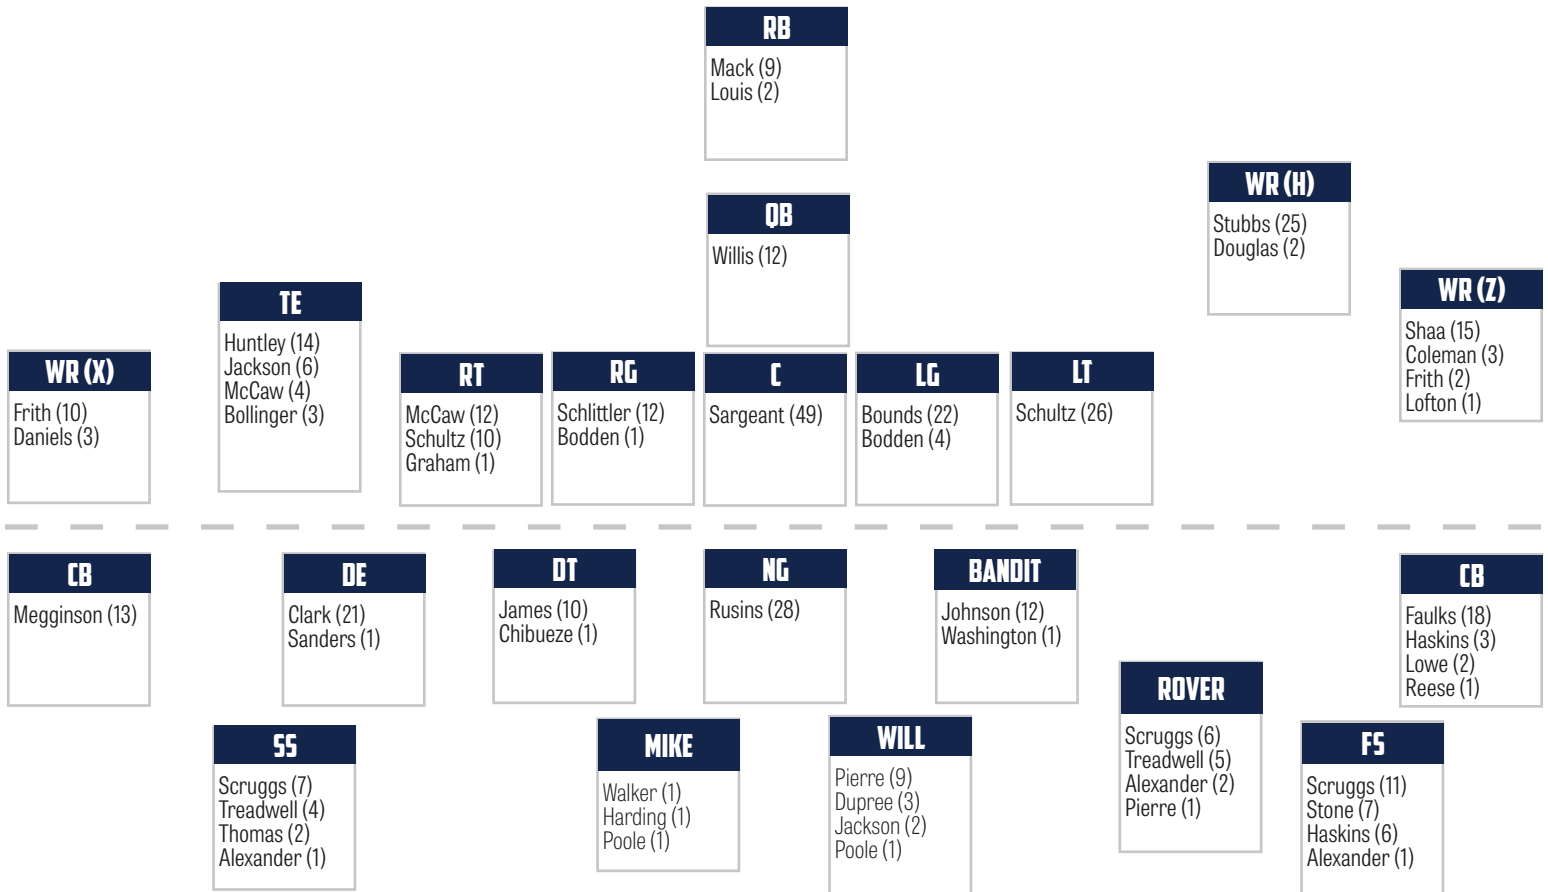 RB
Mack (9)
Louis (2)
QB
Willis (12)
WR (H)
Stubbs (25)
Douglas (2)
WR (Z)
Shaa (15)
Coleman (3)
Frith (2)
Lofton (1)
TE
Huntley (14)
Jackson (6)
McCaw (4)
Bollinger (3)
WR (X)
Frith (10)
Daniels (3)
RT
McCaw (12)
Schultz (10)
Graham (1)
RG
Schlittler (12)
Bodden (1)
C
Sargeant (49)
LG
Bounds (22)
Bodden (4)
LT
Schultz (26)
CB
Megginson (13)
DE
Clark (21)
Sanders (1)
DT
James (10)
Chibueze (1)
NG
Rusins (28)
BANDIT
Johnson (12)
Washington (1)
CB
Faulks (18)
Haskins (3)
Lowe (2)
Reese (1)
SS
Scruggs (7)
Treadwell (4)
Thomas (2)
Alexander (1)
MIKE
Walker (1)
Harding (1)
Poole (1)
WILL
Pierre (9)
Dupree (3)
Jackson (2)
Poole (1)
ROVER
Scruggs (6)
Treadwell (5)
Alexander (2)
Pierre (1)
FS
Scruggs (11)
Stone (7)
Haskins (6)
Alexander (1)